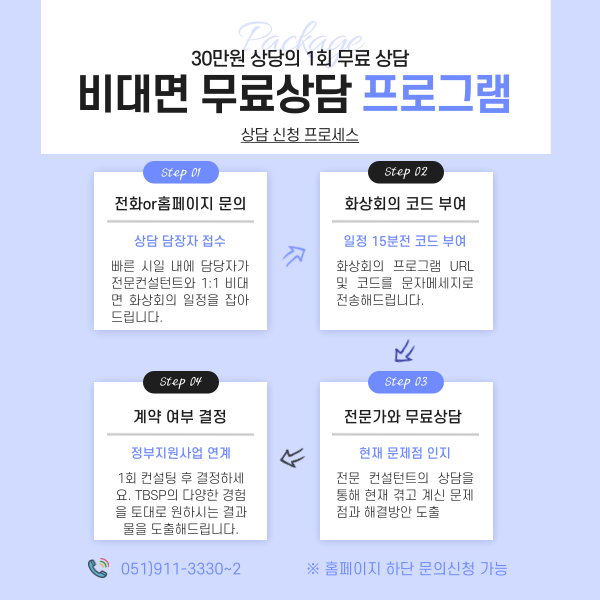 Package
30만원 상당의 1회 무료 상담
비대면 무료상담 프로그램
상담 신청 프로세스
Step 01
전화or홈페이지 문의
상담 담장자 접수
빠른 시일 내에 담당자가
전문컨설턴트와 1:1 비대
면 화상회의 일정을 잡아
드립니다.
Step 02
화상회의 코드 부여
일정 15분전 코드 부여
화상회의 프로그램 URL
및 코드를 문자메세지로
전송해드립니다.
Step 03
전문가와 무료상담
현재 문제점 인지
전문 컨설턴트의 상담을
통해 현재 겪고 계신 문제
점과 해결방안 도출
Step 04
계약 여부 결정
정부지원사업 연계
1회 컨설팅 후 결정하세
요. TBSP의 다양한 경험
을 토대로 원하시는 결과
물을 도출해드립니다.
051)911-3330~2
※ 홈페이지 하단 문의신청 가능